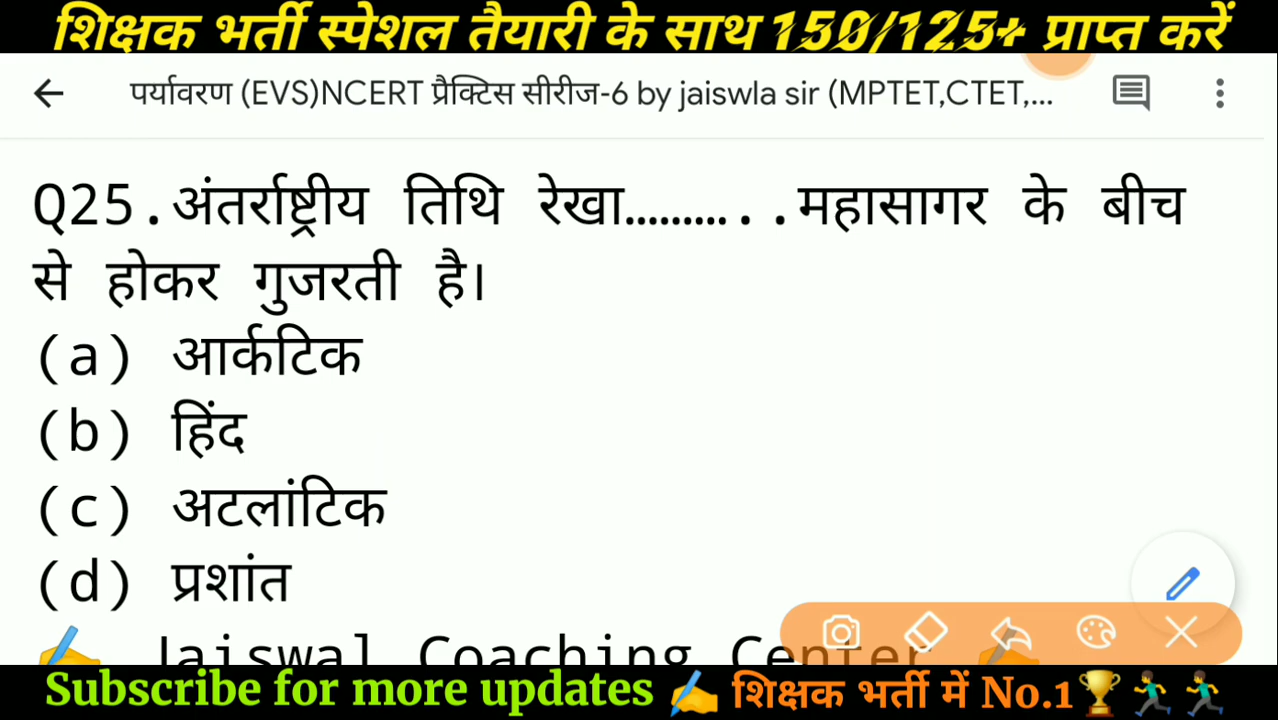 शिक्षक भर्ती स्पेशल तैयारी के साथ 150/125+ प्राप्त करें
पर्यावरण (EVS)NCERT प्रैक्टिस सीरीज-6 by jaiswla sir (MPTET,CTET,...
Q25.अंतर्राष्ट्रीय तिथि रेखा...........महासागर के बीच
से होकर गुजरती है।
(a) आर्कटिक
(b) हिंद
(c) अटलांटिक
(d) प्रशांत
✍️ Jaiswal Coaching Center ✍️
Subscribe for more updates ✍️ शिक्षक भर्ती में No.1🏆🏃‍♂️🏃‍♂️